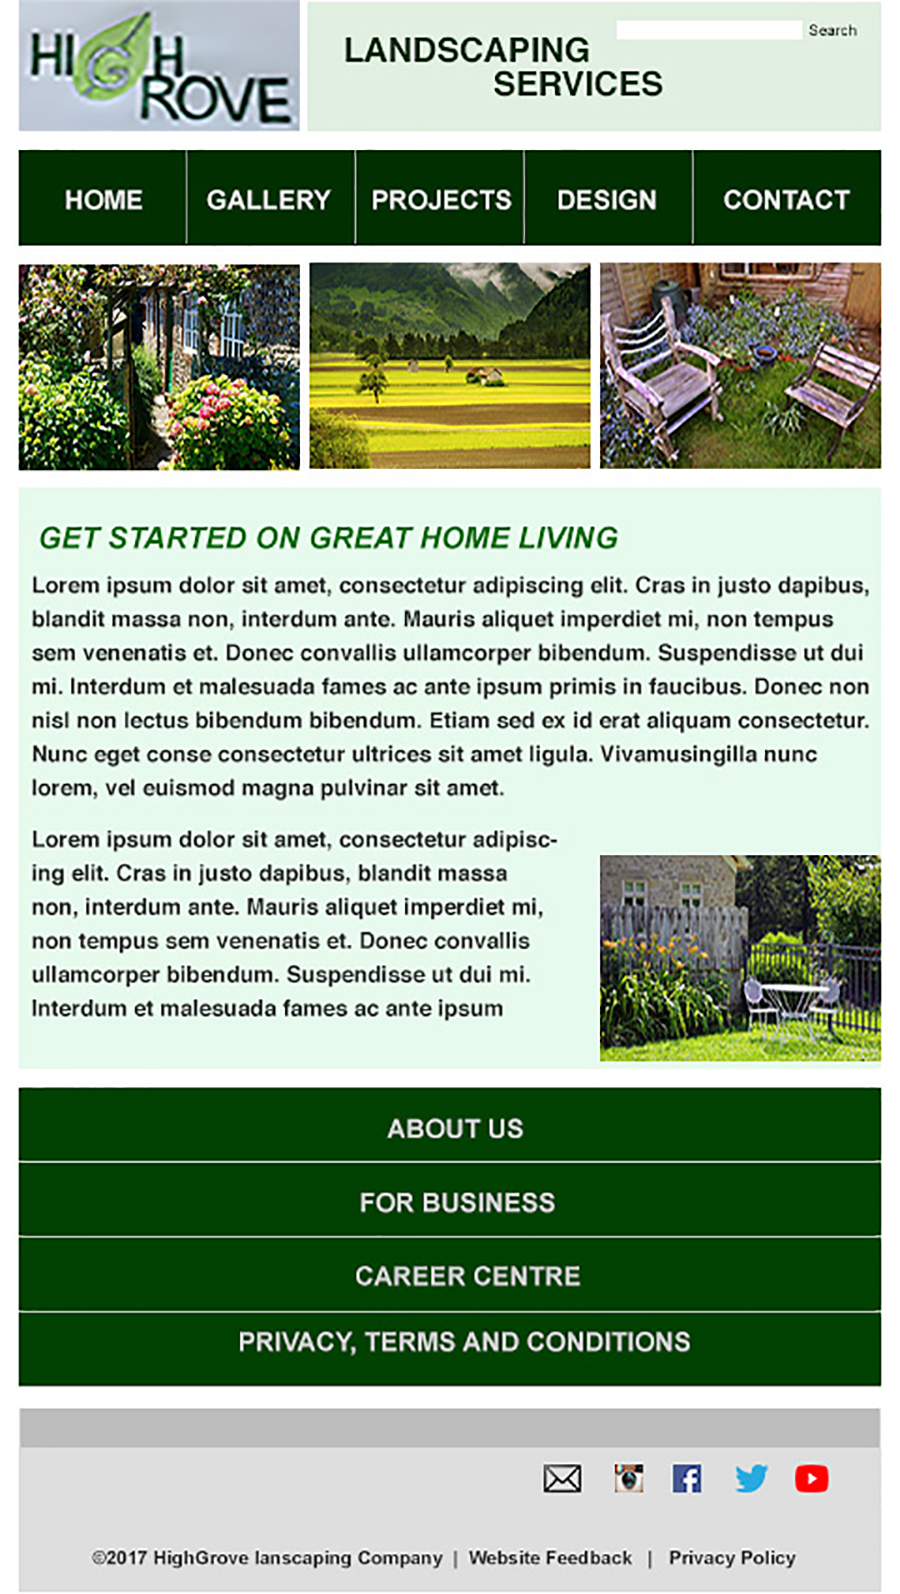 HIGH
GROVE
Search
LANDSCAPING
SERVICES
HOME GALLERY PROJECTS DESIGN CONTACT
GET STARTED ON GREAT HOME LIVING
Lorem ipsum dolor sit amet, consectetur adipiscing elit. Cras in justo dapibus,
blandit massa non, interdum ante. Mauris aliquet imperdiet mi, non tempus
sem venenatis et. Donec convallis ullamcorper bibendum. Suspendisse ut dui
mi. Interdum et malesuada fames ac ante ipsum primis in faucibus. Donec non
nisl non lectus bibendum bibendum. Etiam sed ex id erat aliquam consectetur.
Nunc eget conse consectetur ultrices sit amet ligula. Vivamusingilla nunc
lorem, vel euismod magna pulvinar sit amet.
Lorem ipsum dolor sit amet, consectetur adipisc-
ing elit. Cras in justo dapibus, blandit massa
non, interdum ante. Mauris aliquet imperdiet mi,
non tempus sem venenatis et. Donec convallis
ullamcorper bibendum. Suspendisse ut dui mi.
Interdum et malesuada fames ac ante ipsum
ABOUT US
FOR BUSINESS
CAREER CENTRE
PRIVACY, TERMS AND CONDITIONS
©2017 HighGrove lanscaping Company | Website Feedback | Privacy Policy